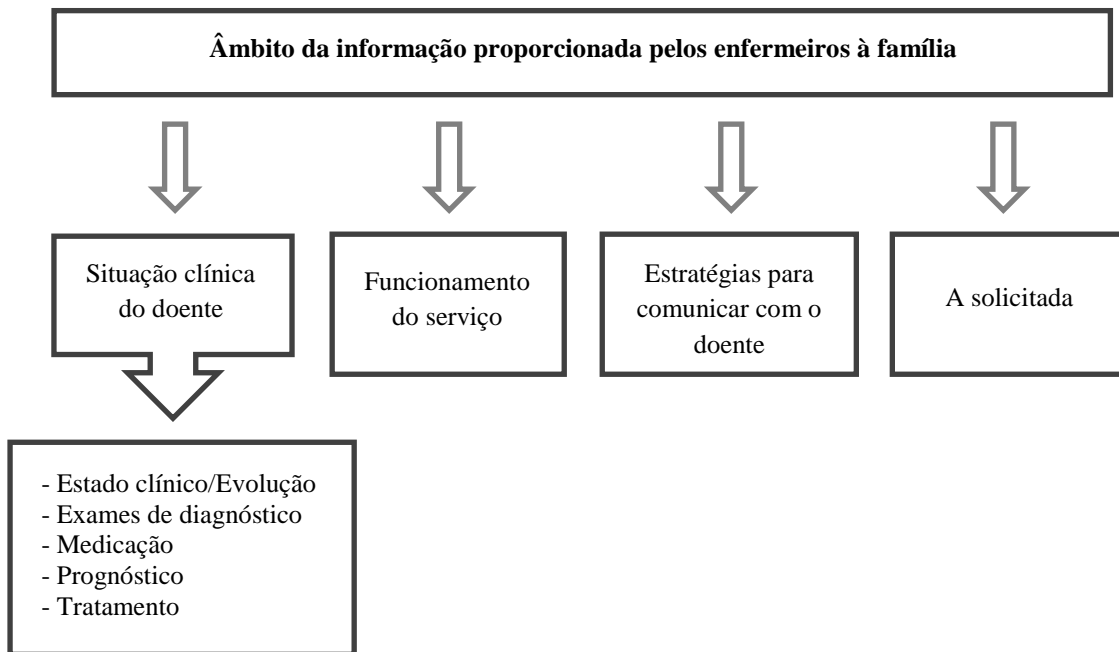 Âmbito da informação proporcionada pelos enfermeiros à família
Situação clínica
do doente
Funcionamento
do serviço
Estratégias para
comunicar com o
doente
A solicitada
- Estado clínico/Evolução
- Exames de diagnóstico
- Medicação
- Prognóstico
- Tratamento